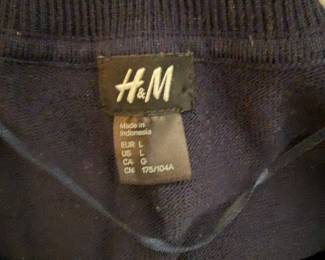 H&M
Made in
Indonesia
EUR L
US L
CA G
CN 175/104A